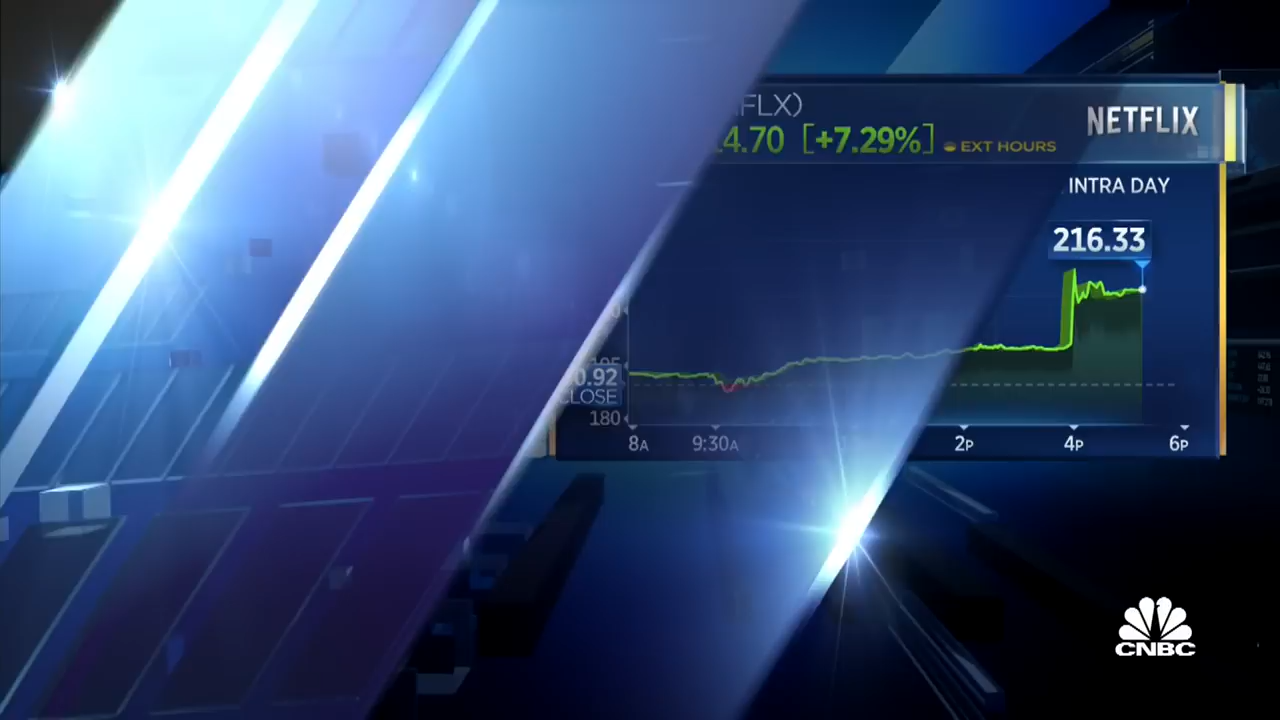 FLX)
4.70 [+7.29%] EXT HOURS
NETFLIX
INTRA DAY
216.33
0.92
CLOSE
180
8A 9:30A 2P 4P 6P
CNBC